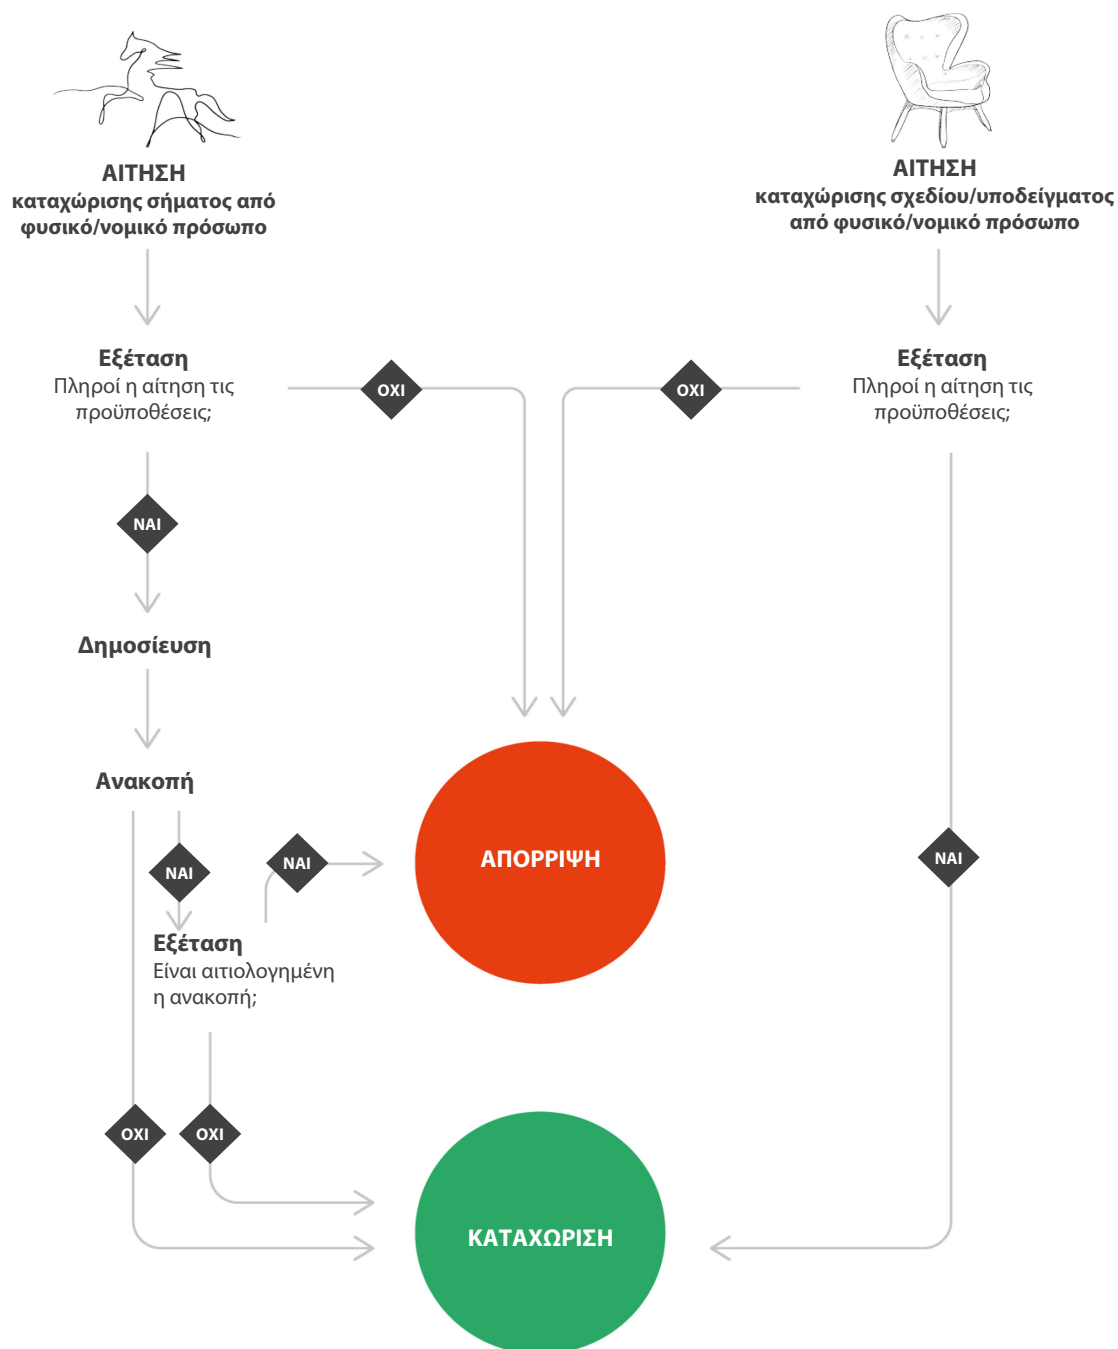 ΑΙΤΗΣΗ
καταχώρισης σήματος από
φυσικό/νομικό πρόσωπο
ΑΙΤΗΣΗ
καταχώρισης σχεδίου/υποδείγματος
από φυσικό/νομικό πρόσωπο
Εξέταση
Πληροί η αίτηση τις
προϋποθέσεις;
ΟΧΙ
ΟΧΙ
Εξέταση
Πληροί η αίτηση τις
προϋποθέσεις;
ΝΑΙ
Δημοσίευση
Ανακοπή
ΝΑΙ
ΝΑΙ
ΑΠΟΡΡΙΨΗ
ΝΑΙ
Εξέταση
Είναι αιτιολογημένη
η ανακοπή;
ΟΧΙ
ΟΧΙ
ΚΑΤΑΧΩΡΙΣΗ